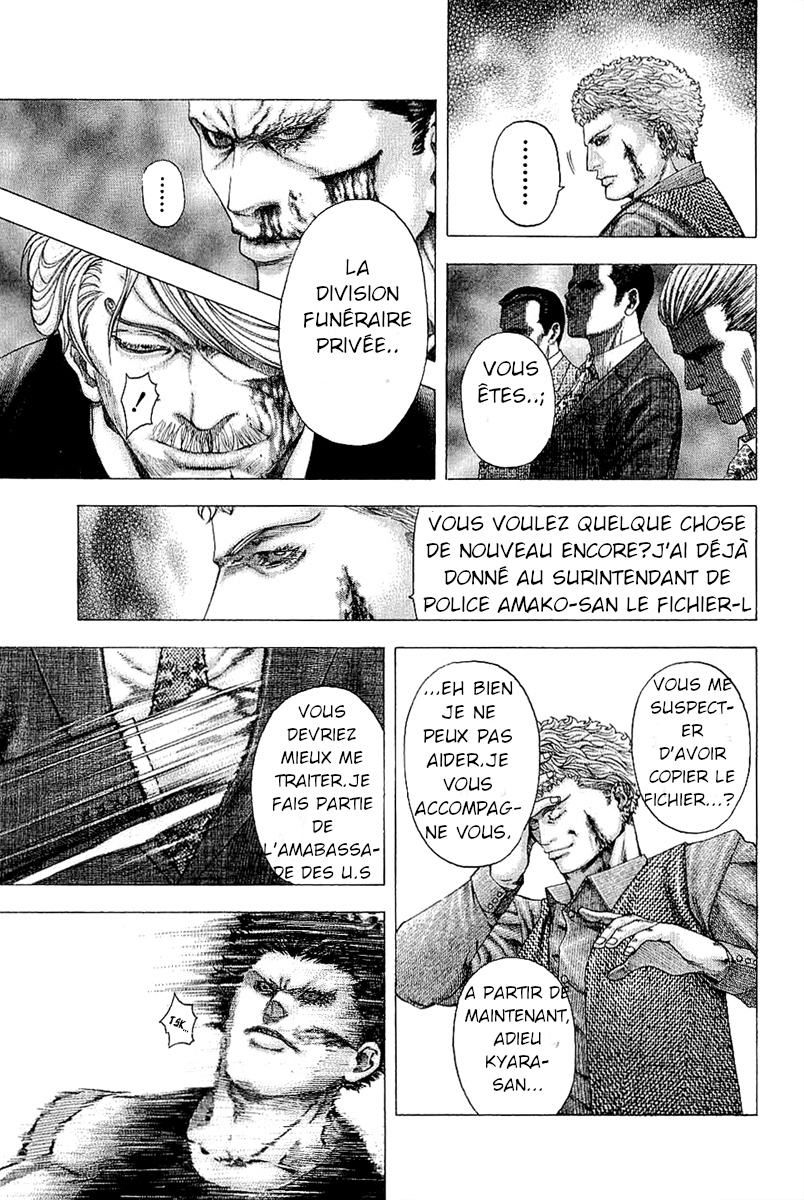 .......
VOUS
ÊTES..;
.....
LA
DIVISION
FUNÉRAIRE
PRIVÉE..
!
VOUS VOULEZ QUELQUE CHOSE
DE NOUVEAU ENCORE?J'AI DÉJÀ
DONNÉ AU SURINTENDANT DE
POLICE AMAKO-SAN LE FICHIER-L
VOUS ME
SUSPECT-
ER
D'AVOIR
COPIER LE
FICHIER...?
...EH BIEN
JE NE
PEUX PAS
AIDER.JE
VOUS
ACCOMPAG-
NE VOUS.
A PARTIR DE
MAINTENANT,
ADIEU
KYARA-
SAN...
VOUS
DEVRIEZ
MIEUX ME
TRAITER.JE
FAIS PARTIE
DE
L'AMABASSA-
DE DES U.S
TSK...